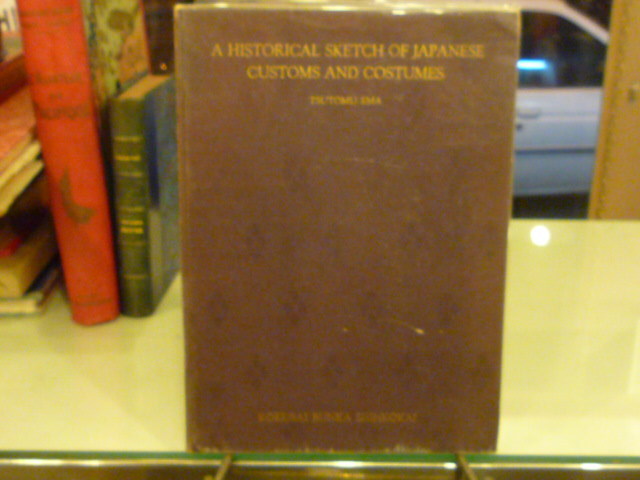 A HISTORICAL SKETCH OF JAPANESE
CUSTOMS AND COSTUMES
TSUTOMU EMA
KOKUSAI BUNKA SHINKOKAI